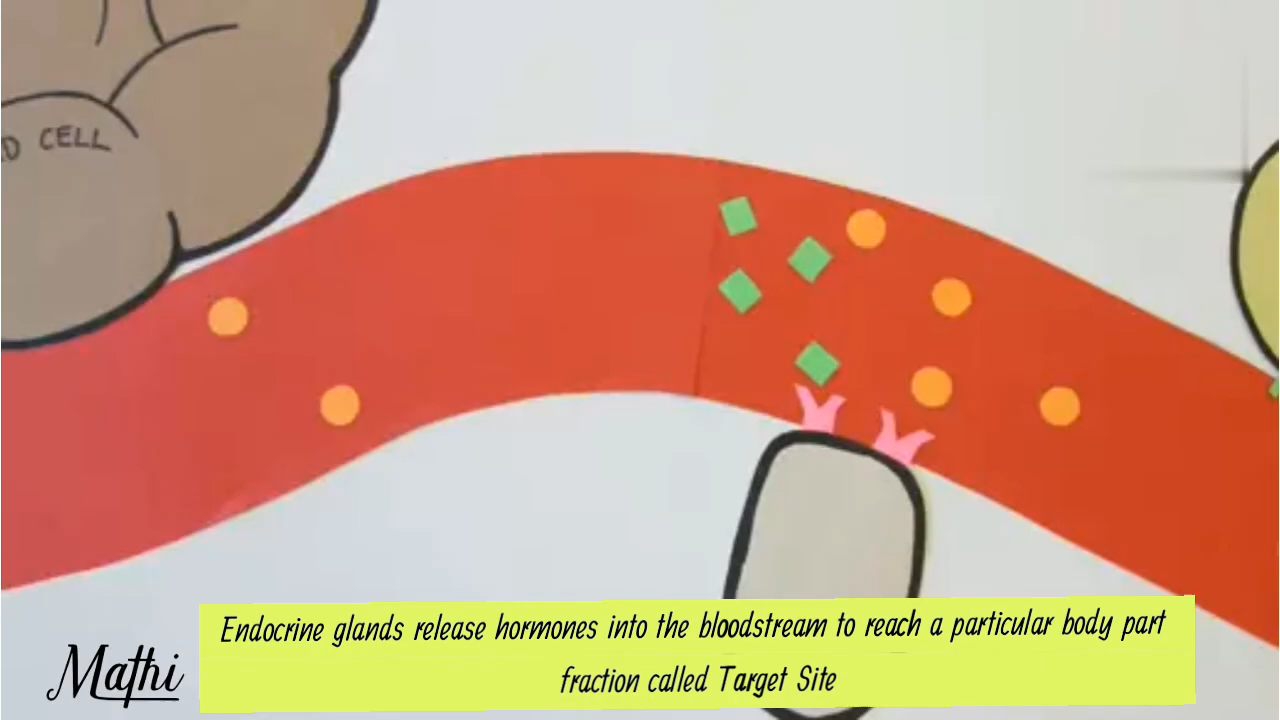 D CELL
Endocrine glands release hormones into the bloodstream to reach a particular body part
fraction called Target Site
Mathi